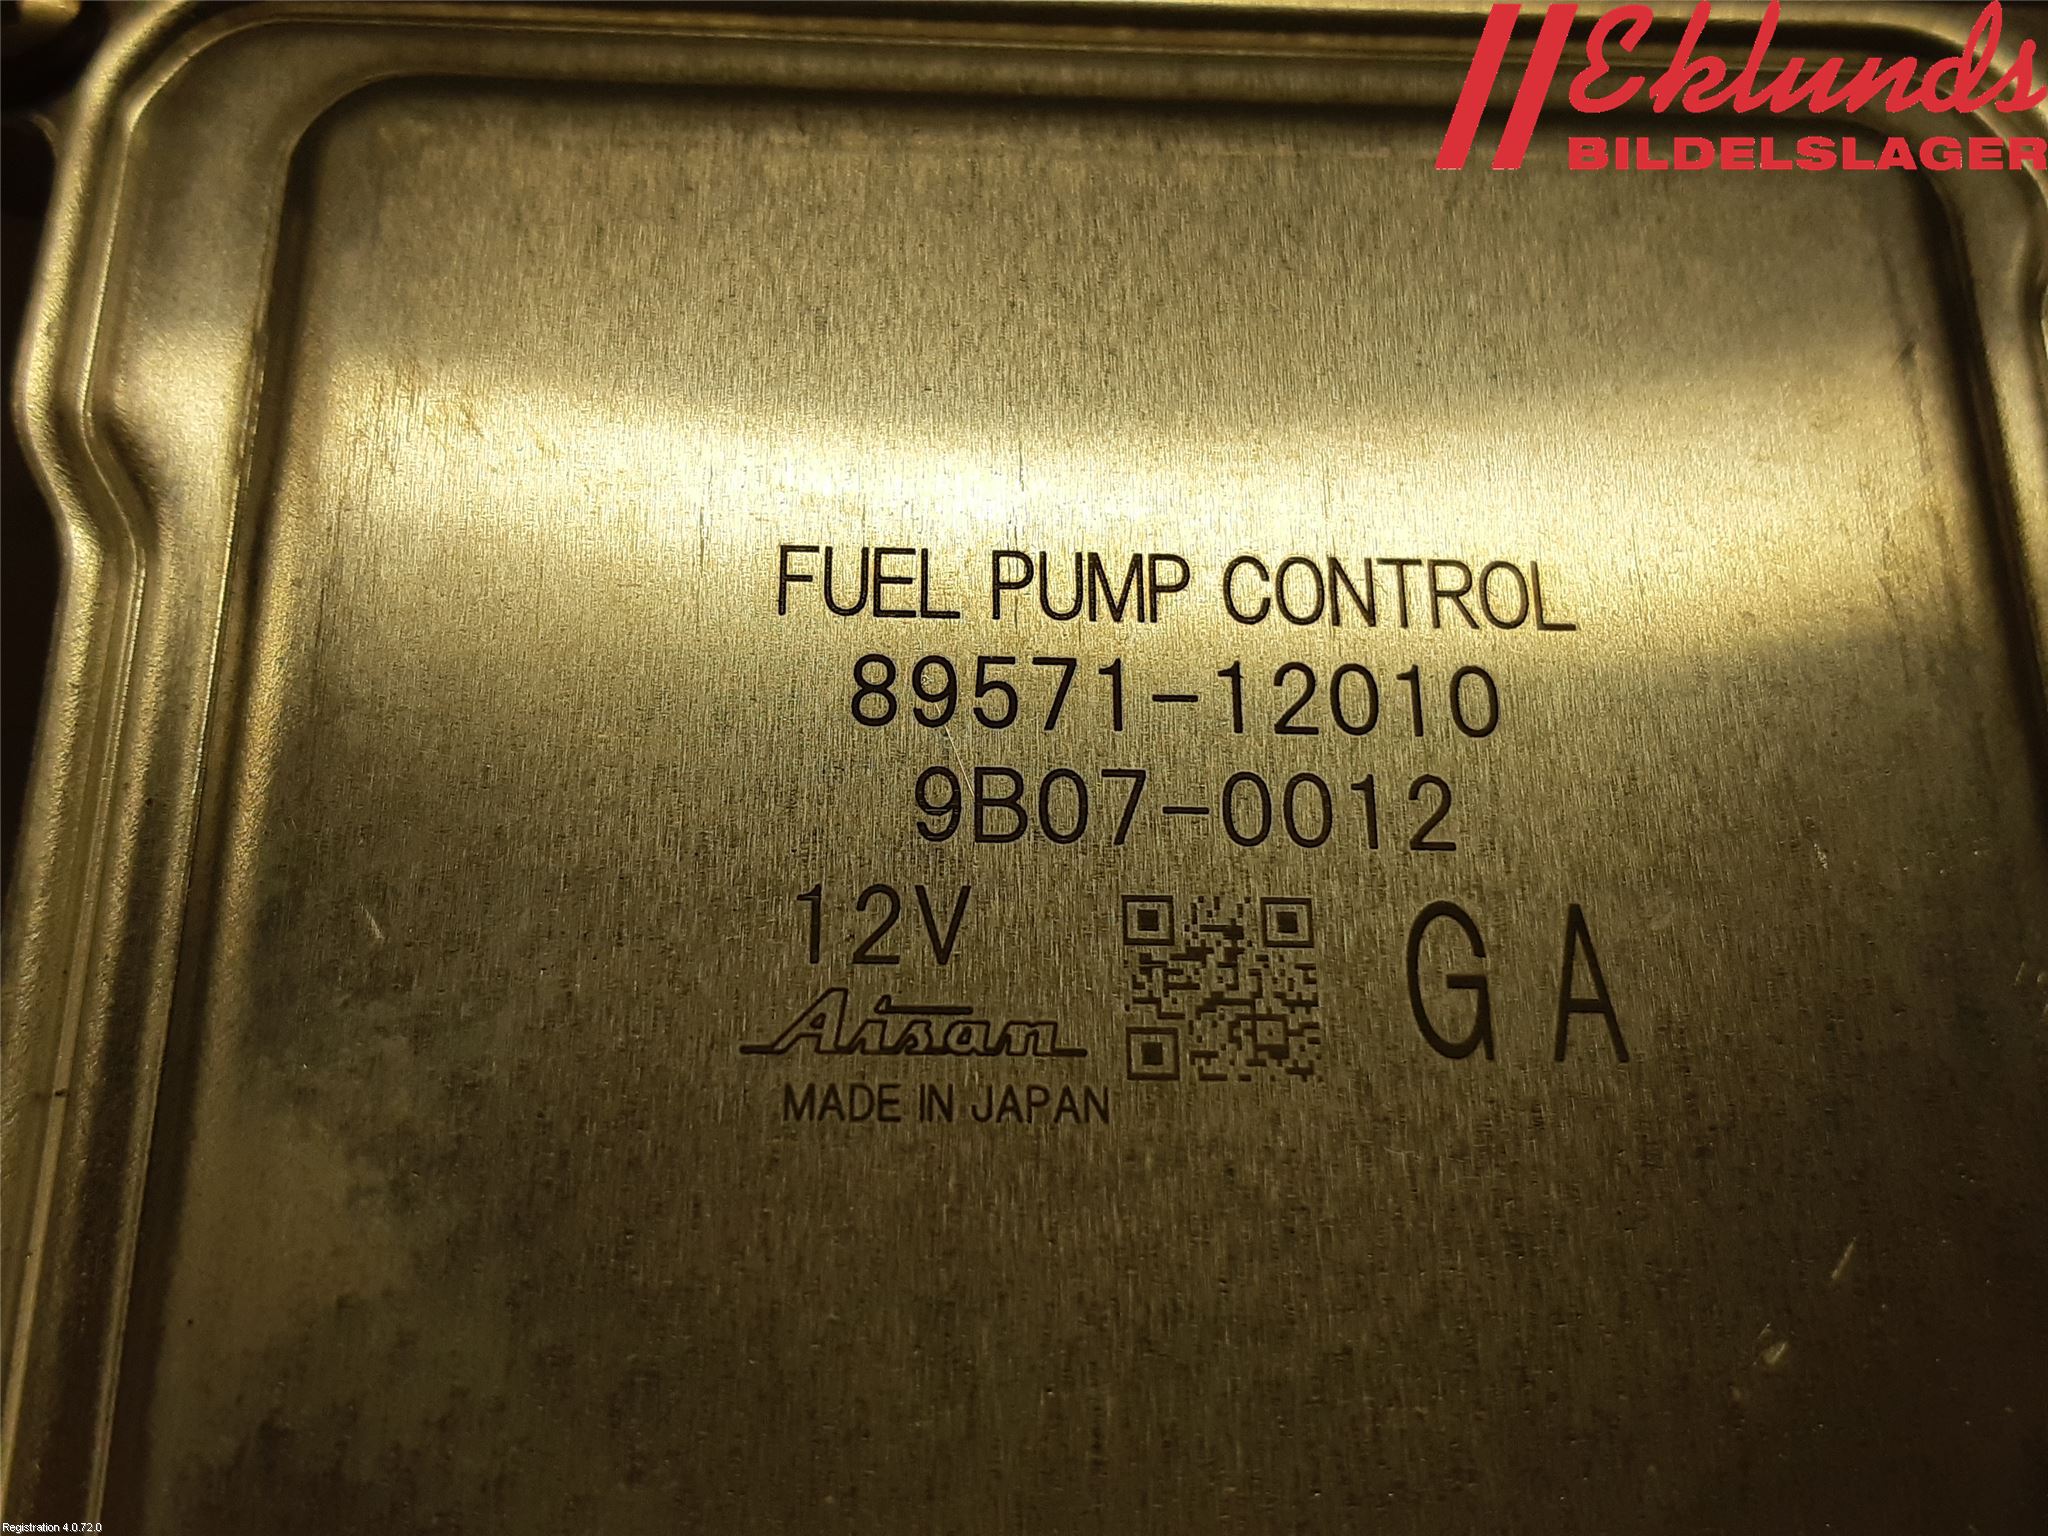 Eklunds
BILDELSLAGER
FUEL PUMP CONTROL
89571-12010
9B07-0012
12V
GA
Aisan
MADE IN JAPAN
Registration 4.0.72.0